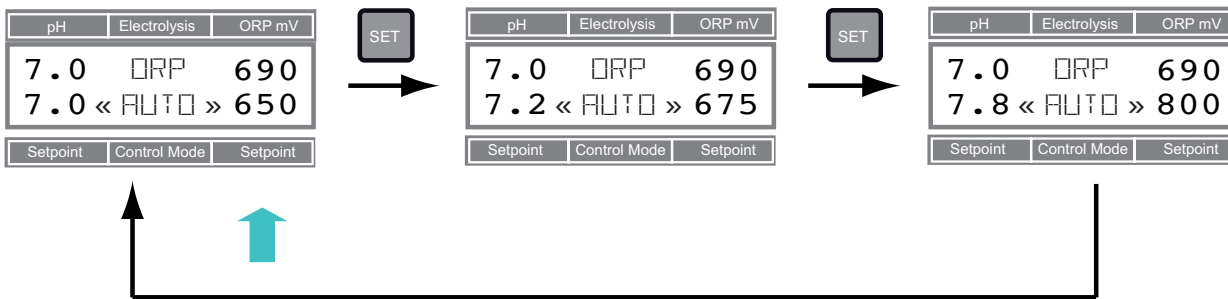 pH Electrolysis ORP mV
7.0 ORP 690
7.0 « AUTO » 650
Setpoint Control Mode Setpoint
SET
pH Electrolysis ORP mV
7.0 ORP 690
7.2 « AUTO » 675
Setpoint Control Mode Setpoint
SET
pH Electrolysis ORP mV
7.0 ORP 690
7.8 « AUTO » 800
Setpoint Control Mode Setpoint